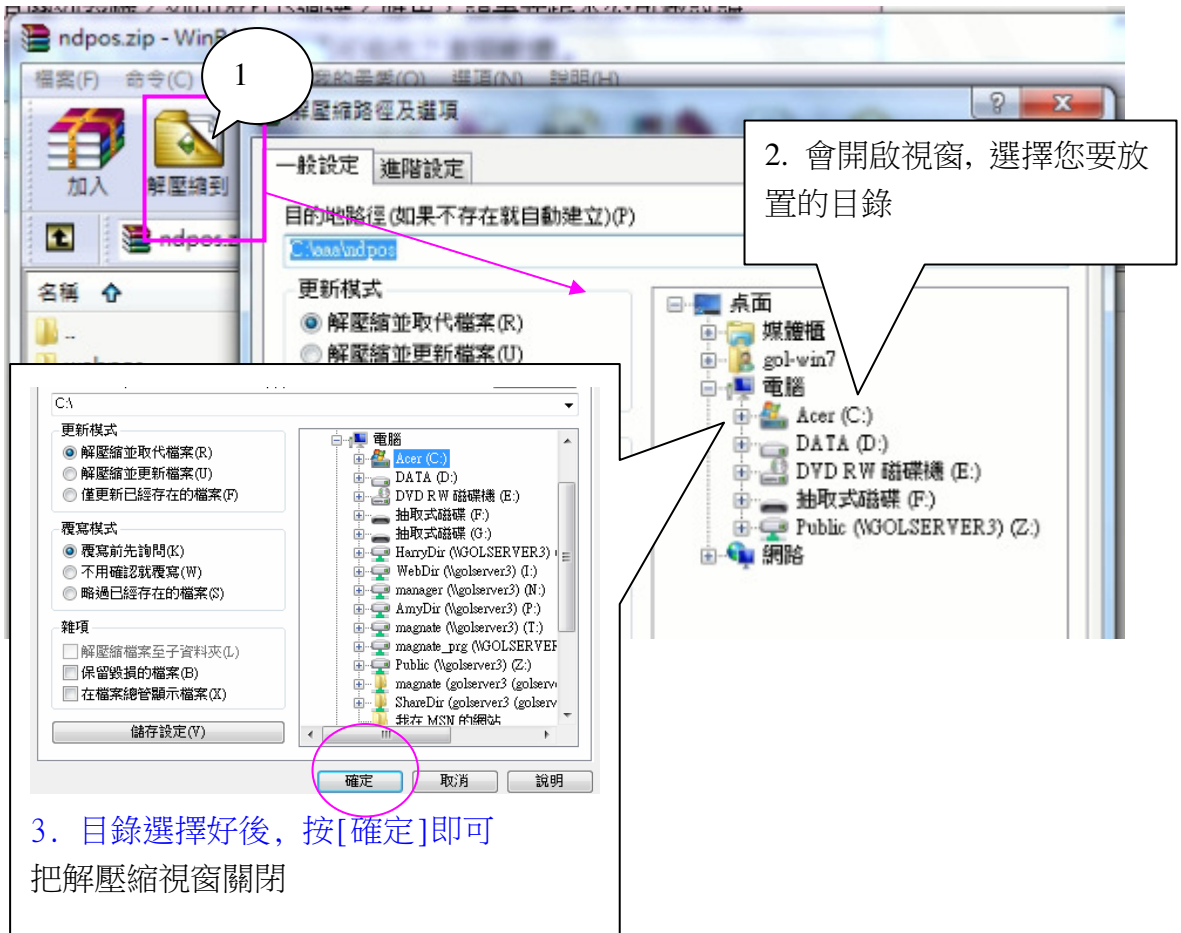 ndpos.zip - Win
檔案(F) 命令(C) 選項(N) 說明(H)
1
加入
解壓縮到
ndpos.z
名稱
..
解壓縮路徑及選項
一般設定 進階設定
目的地路徑(如果不存在就自動建立)(P)
C:\aaa\ndpos
更新模式
解壓縮並取代檔案(R)
解壓縮並更新檔案(U)
2. 會開啟視窗, 選擇您要放
置的目錄
桌面
媒體櫃
gol-win7
電腦
Acer (C:)
DATA (D:)
DVD RW 磁碟機 (E:)
抽取式磁碟 (F:)
Public (\\GOLSERVER3) (Z:)
網路
C:\
更新模式
解壓縮並取代檔案(R)
解壓縮並更新檔案(U)
僅更新已經存在的檔案(F)
覆寫模式
覆寫前先詢問(K)
不用確認就覆寫(W)
略過已經存在的檔案(S)
雜項
解壓縮檔案至子資料夾(L)
保留毀損的檔案(B)
在檔案總管顯示檔案(X)
儲存設定(V)
電腦
Acer (C:)
DATA (D:)
DVD RW 磁碟機 (E:)
抽取式磁碟 (F:)
抽取式磁碟 (G:)
HarryDir (\\GOLSERVER3) (
WebDir (\\golserver3) (I:)
manager (\\golserver3) (N:)
AmyDir (\\golserver3) (P:)
magnate (\\golserver3) (T:)
magnate_prg (\\GOLSERVER
Public (\\golserver3) (Z:)
magnate (golserver3 (golserv
ShareDir (golserver3 (golserv
我在 MSN 的網站
確定 取消 說明
3. 目錄選擇好後, 按[確定]即可
把解壓縮視窗關閉